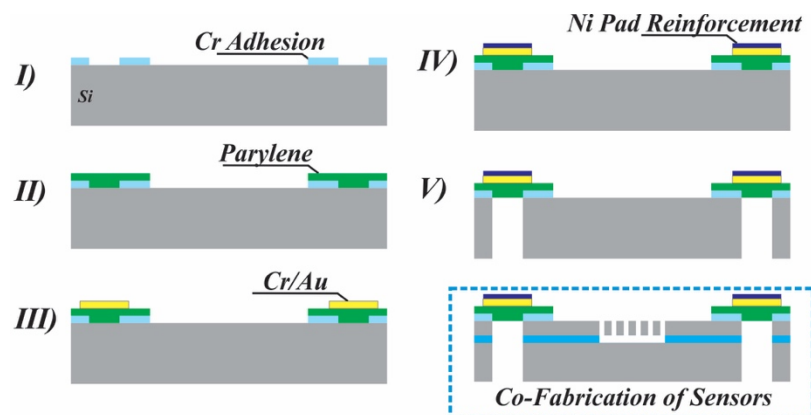 Cr Adhesion
I)
Si
Parylene
II)
Cr/Au
III)
Ni Pad Reinforcement
IV)
V)
Co-Fabrication of Sensors